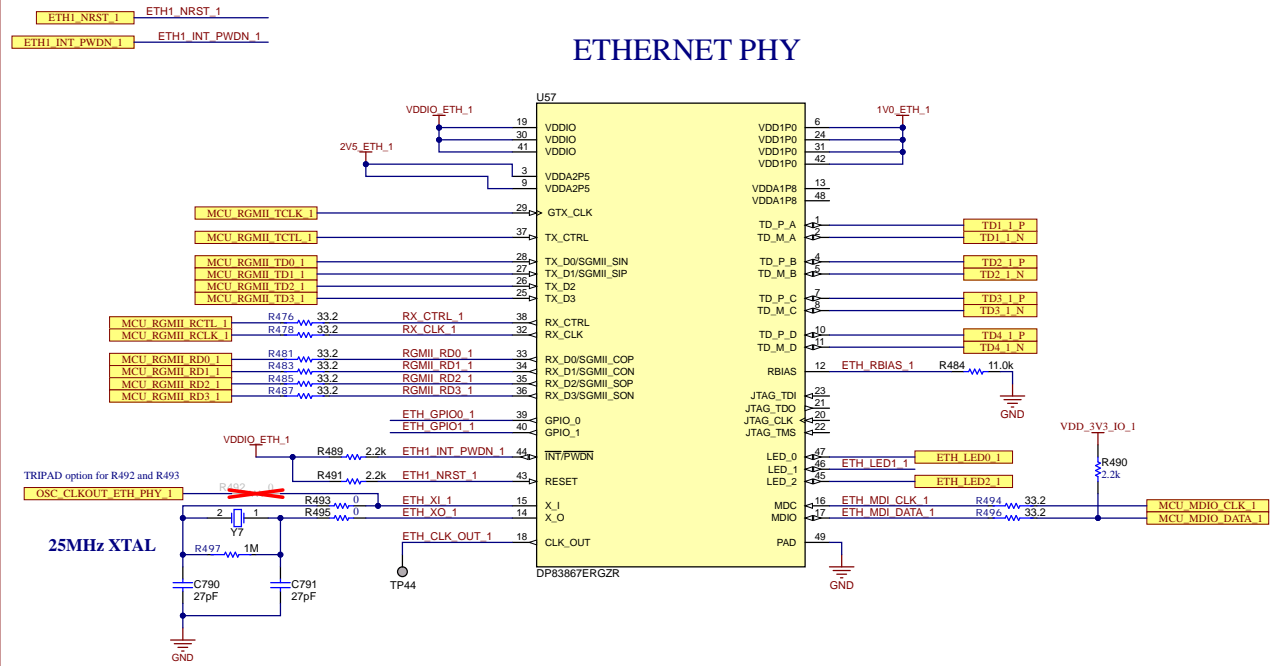 ETH1_NRST_1 ETH1_NRST_1
ETH1_INT_PWDN_1 ETH1_INT_PWDN_1
ETHERNET PHY
U57
VDDIO_ETH_1 1V0_ETH_1
19 VDDIO VDD1P0 6
30 VDDIO VDD1P0 24
41 VDDIO VDD1P0 31
VDD1P0 42
2V5_ETH_1
3 VDDA2P5
9 VDDA2P5 VDDA1P8 13
VDDA1P8 48
MCU_RGMII_TCLK_1 29 GTX_CLK
TD_P_A 1 TD1_1_P
MCU_RGMII_TCTL_1 37 TX_CTRL TD_M_A 2 TD1_1_N
MCU_RGMII_TD0_1 28 TX_D0/SGMII_SIN TD_P_B 4 TD2_1_P
MCU_RGMII_TD1_1 27 TX_D1/SGMII_SIP TD_M_B 5 TD2_1_N
MCU_RGMII_TD2_1 26 TX_D2
MCU_RGMII_TD3_1 25 TX_D3 TD_P_C 7 TD3_1_P
TD_M_C 8 TD3_1_N
MCU_RGMII_RCTL_1 R476 33.2 RX_CTRL_1 38 RX_CTRL
MCU_RGMII_RCLK_1 R478 33.2 RX_CLK_1 32 RX_CLK TD_P_D 10 TD4_1_P
TD_M_D 11 TD4_1_N
MCU_RGMII_RD0_1 R481 33.2 RGMII_RD0_1 33 RX_D0/SGMII_COP
MCU_RGMII_RD1_1 R483 33.2 RGMII_RD1_1 34 RX_D1/SGMII_CON RBIAS 12 ETH_RBIAS_1 R484 11.0k
MCU_RGMII_RD2_1 R485 33.2 RGMII_RD2_1 35 RX_D2/SGMII_SOP
MCU_RGMII_RD3_1 R487 33.2 RGMII_RD3_1 36 RX_D3/SGMII_SON JTAG_TDI 23
JTAG_TDO 21
GND
ETH_GPIO0_1 39 GPIO_0 JTAG_CLK 20
ETH_GPIO1_1 40 GPIO_1 JTAG_TMS 22
VDD_3V3_IO_1
VDDIO_ETH_1
R489 2.2k ETH1_INT_PWDN_1 44 INT/PWDN LED_0 47 ETH_LED0_1
LED_1 46 ETH_LED1_1 R490
TRIPAD option for R492 and R493
R491 2.2k ETH1_NRST_1 43 RESET LED_2 45 ETH_LED2_1 2.2k
OSC_CLKOUT_ETH_PHY_1 R492 0
R493 0 ETH_XI_1 15 X_I MDC 16 ETH_MDI_CLK_1 R494 33.2 MCU_MDIO_CLK_1
R495 0 ETH_XO_1 14 X_O MDIO 17 ETH_MDI_DATA_1 R496 33.2 MCU_MDIO_DATA_1
2 1
Y7
25MHz XTAL
ETH_CLK_OUT_1 18 CLK_OUT PAD 49
R497 1M
DP83867ERGZR
TP44 GND
C790 C791
27pF 27pF
GND